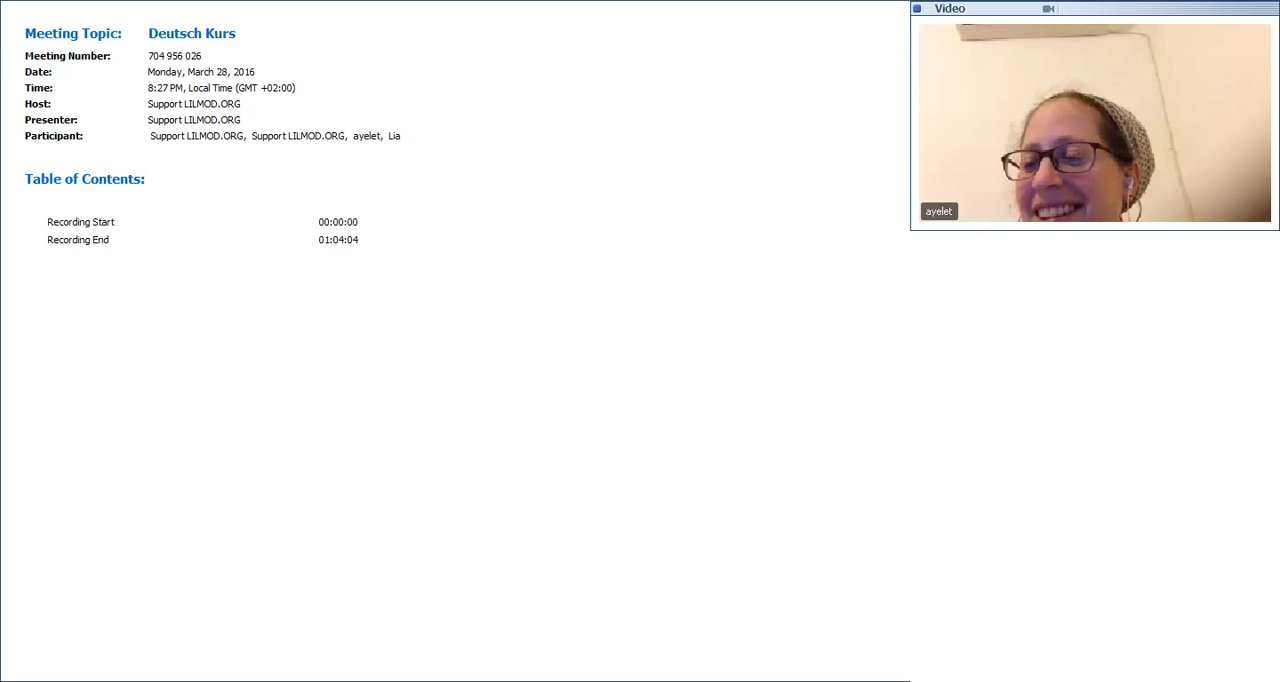 Meeting Topic: Deutsch Kurs
Meeting Number: 704 956 026
Date: Monday, March 28, 2016
Time: 8:27 PM, Local Time (GMT +02:00)
Host: Support LILMOD.ORG
Presenter: Support LILMOD.ORG
Participant: Support LILMOD.ORG, Support LILMOD.ORG, ayelet, Lia
Table of Contents:
Recording Start 00:00:00
Recording End 01:04:04
Video
ayelet